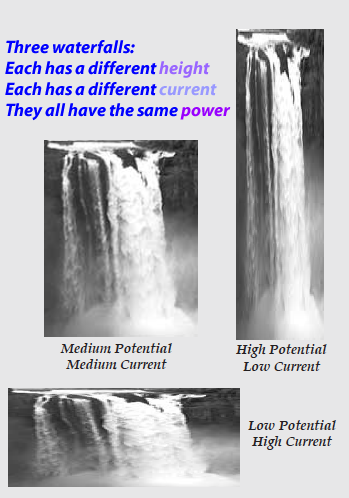 Three waterfalls:
Each has a different height
Each has a different current
They all have the same power
Medium Potential
Medium Current
High Potential
Low Current
Low Potential
High Current